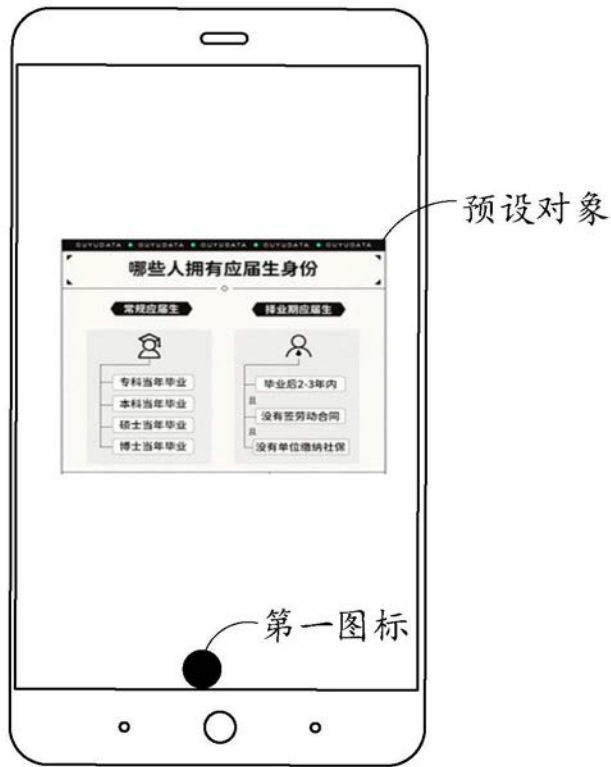 预设对象
GUYUDATA GUYUDATA GUYUDATA GUYUDATA GUYUDATA
哪些人拥有应届生身份
常规应届生 择业期应届生
专科当年毕业 毕业后2-3年内
且
本科当年毕业 没有签劳动合同
硕士当年毕业 且
博士当年毕业 没有单位缴纳社保
第一图标